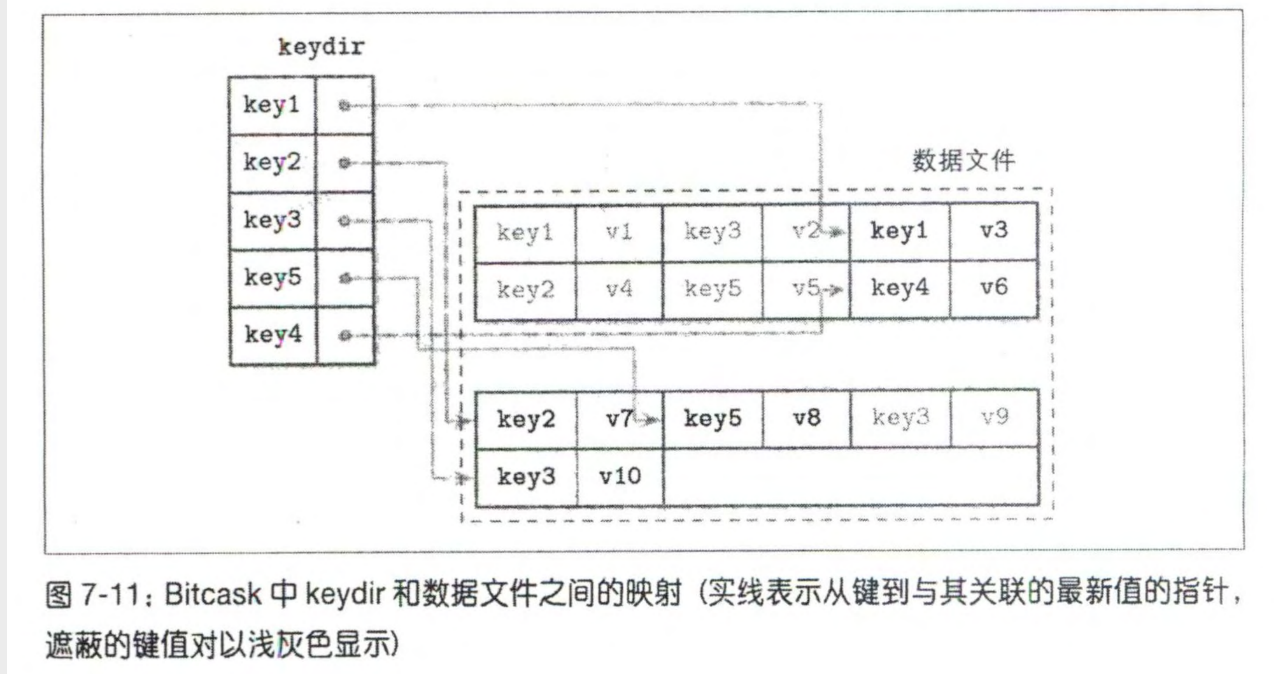 keydir
key1
key2
key3
key5
key4
数据文件
key1 v1 key3 v2 key1 v3
key2 v4 key5 v5 key4 v6
key2 v7 key5 v8 key3 v9
key3 v10
图 7-11：Bitcask 中 keydir 和数据文件之间的映射（实线表示从键到与其关联的最新值的指针，
遮蔽的键值对以浅灰色显示）